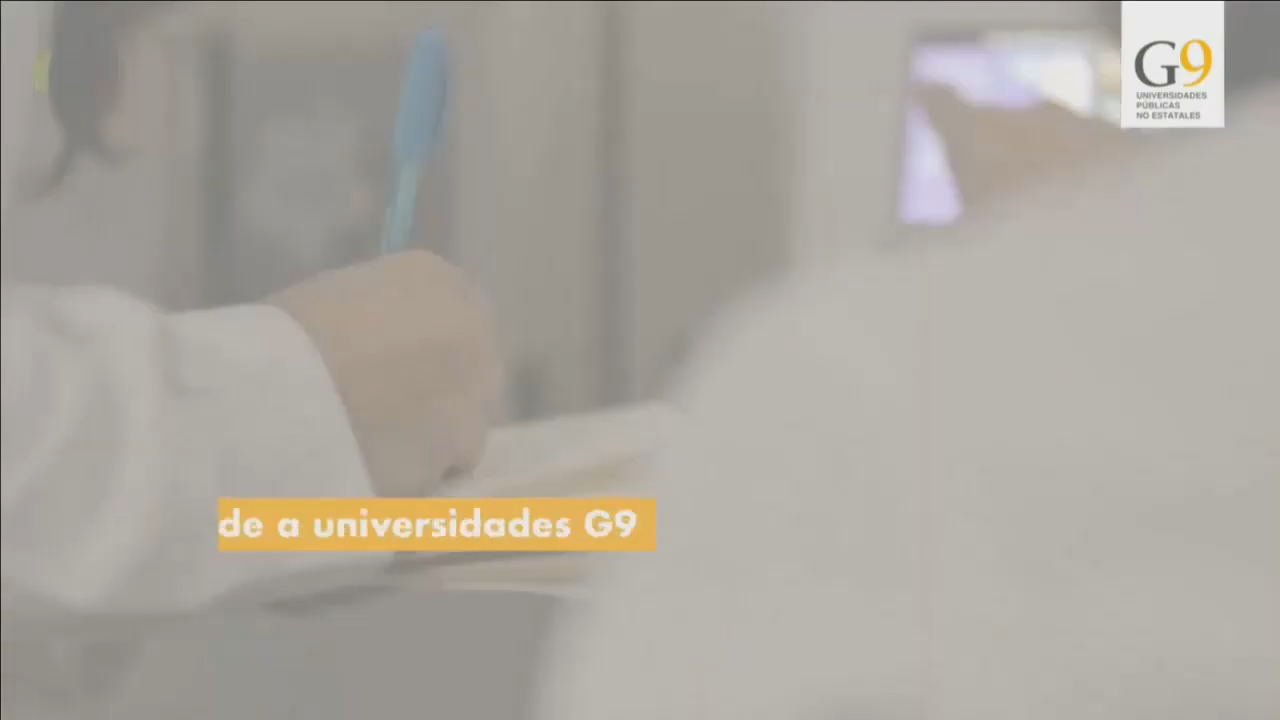 G9
UNIVERSIDADES
PÚBLICAS
NO ESTATALES
de a universidades G9